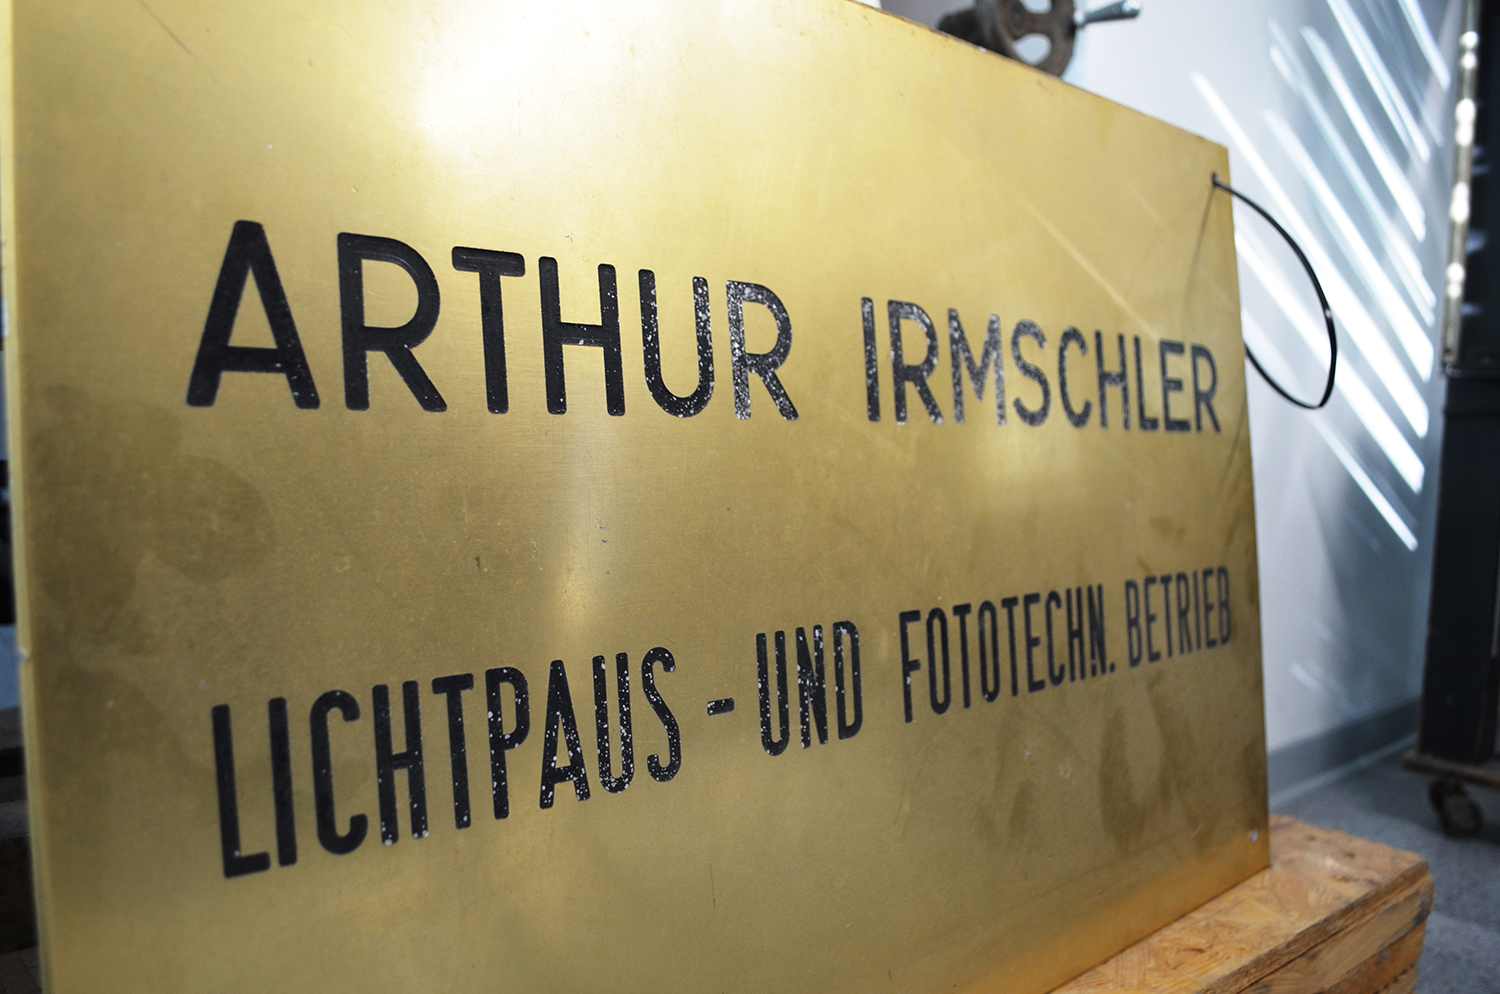 ARTHUR IRMSCHLER
LICHTPAUS - UND FOTOTECHN. BETRIEB